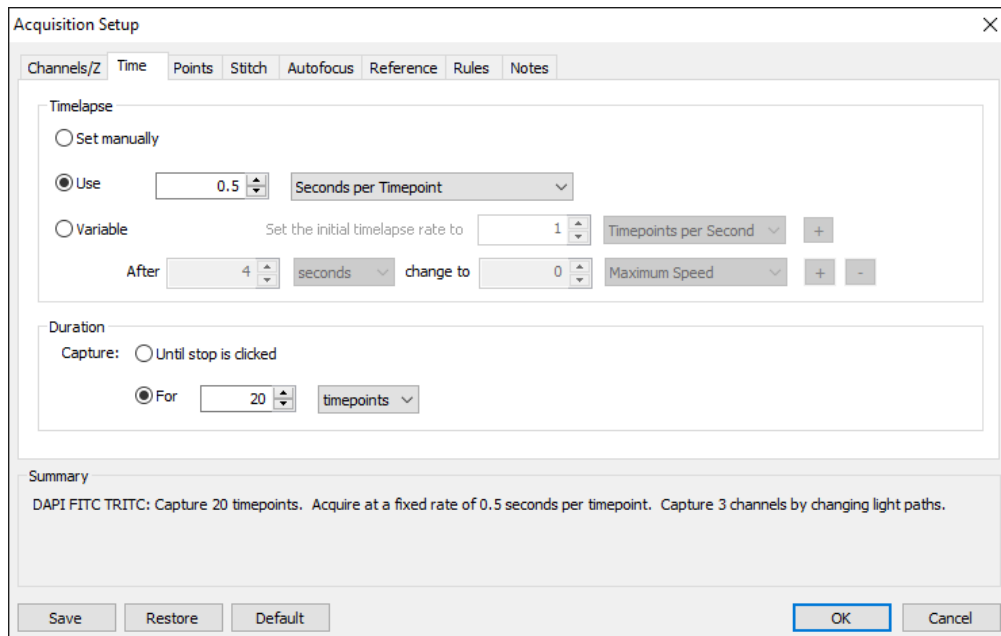 Acquisition Setup
Channels/Z Time Points Stitch Autofocus Reference Rules Notes
Timelapse
Set manually
Use 0.5 Seconds per Timepoint
Variable Set the initial timelapse rate to 1 Timepoints per Second +
After 4 seconds change to 0 Maximum Speed + -
Duration
Capture: Until stop is clicked
For 20 timepoints
Summary
DAPI FITC TRITC: Capture 20 timepoints. Acquire at a fixed rate of 0.5 seconds per timepoint. Capture 3 channels by changing light paths.
Save Restore Default OK Cancel